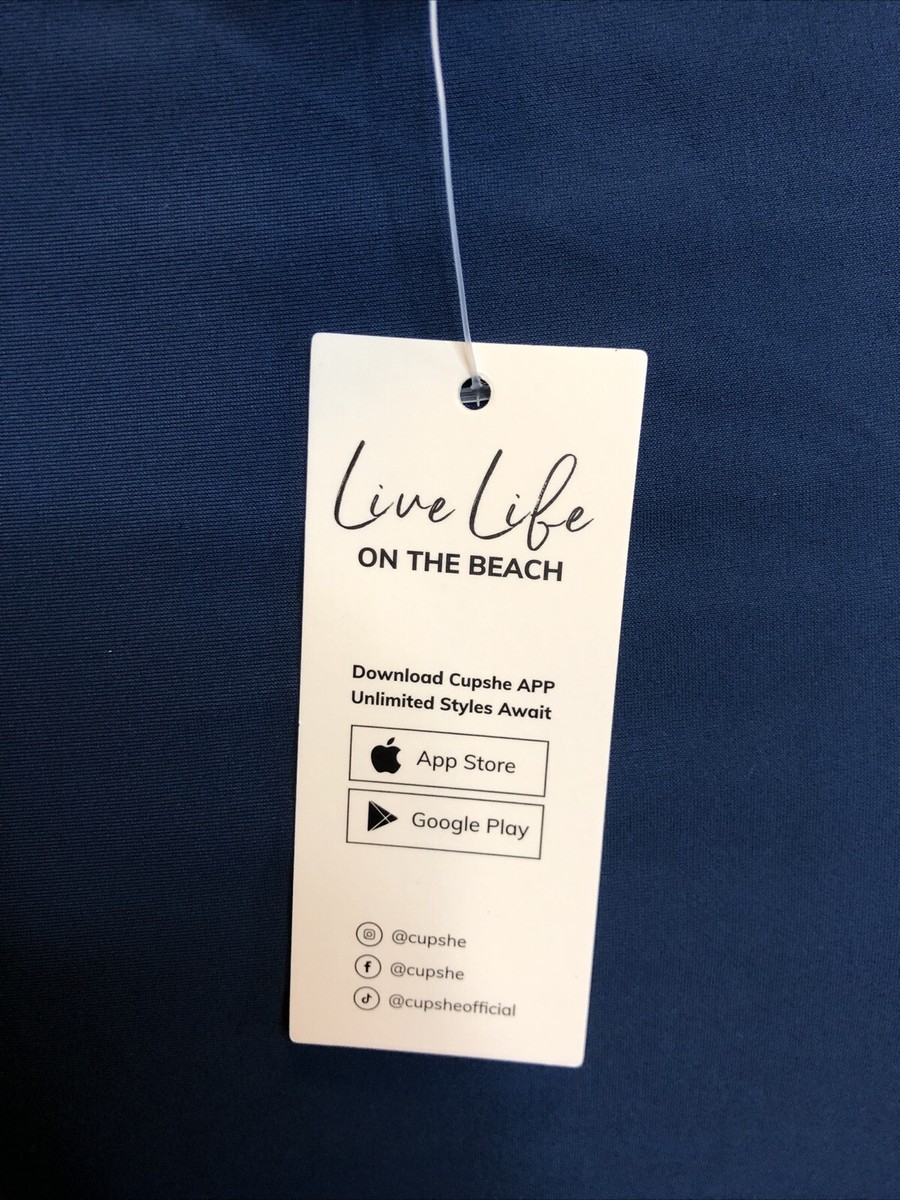 Live Life
ON THE BEACH
Download Cupshe APP
Unlimited Styles Await
App Store
Google Play
@cupshe
@cupshe
@cupsheofficial